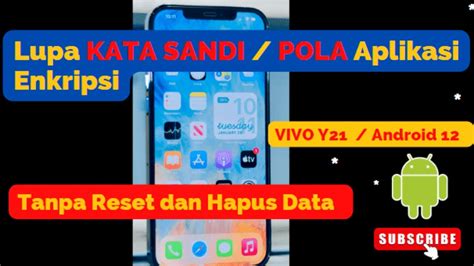 Lupa KATA SANDI / POLA Aplikasi
Enkripsi
VIVO Y21 / Android 12
Tanpa Reset dan Hapus Data
SUBSCRIBE